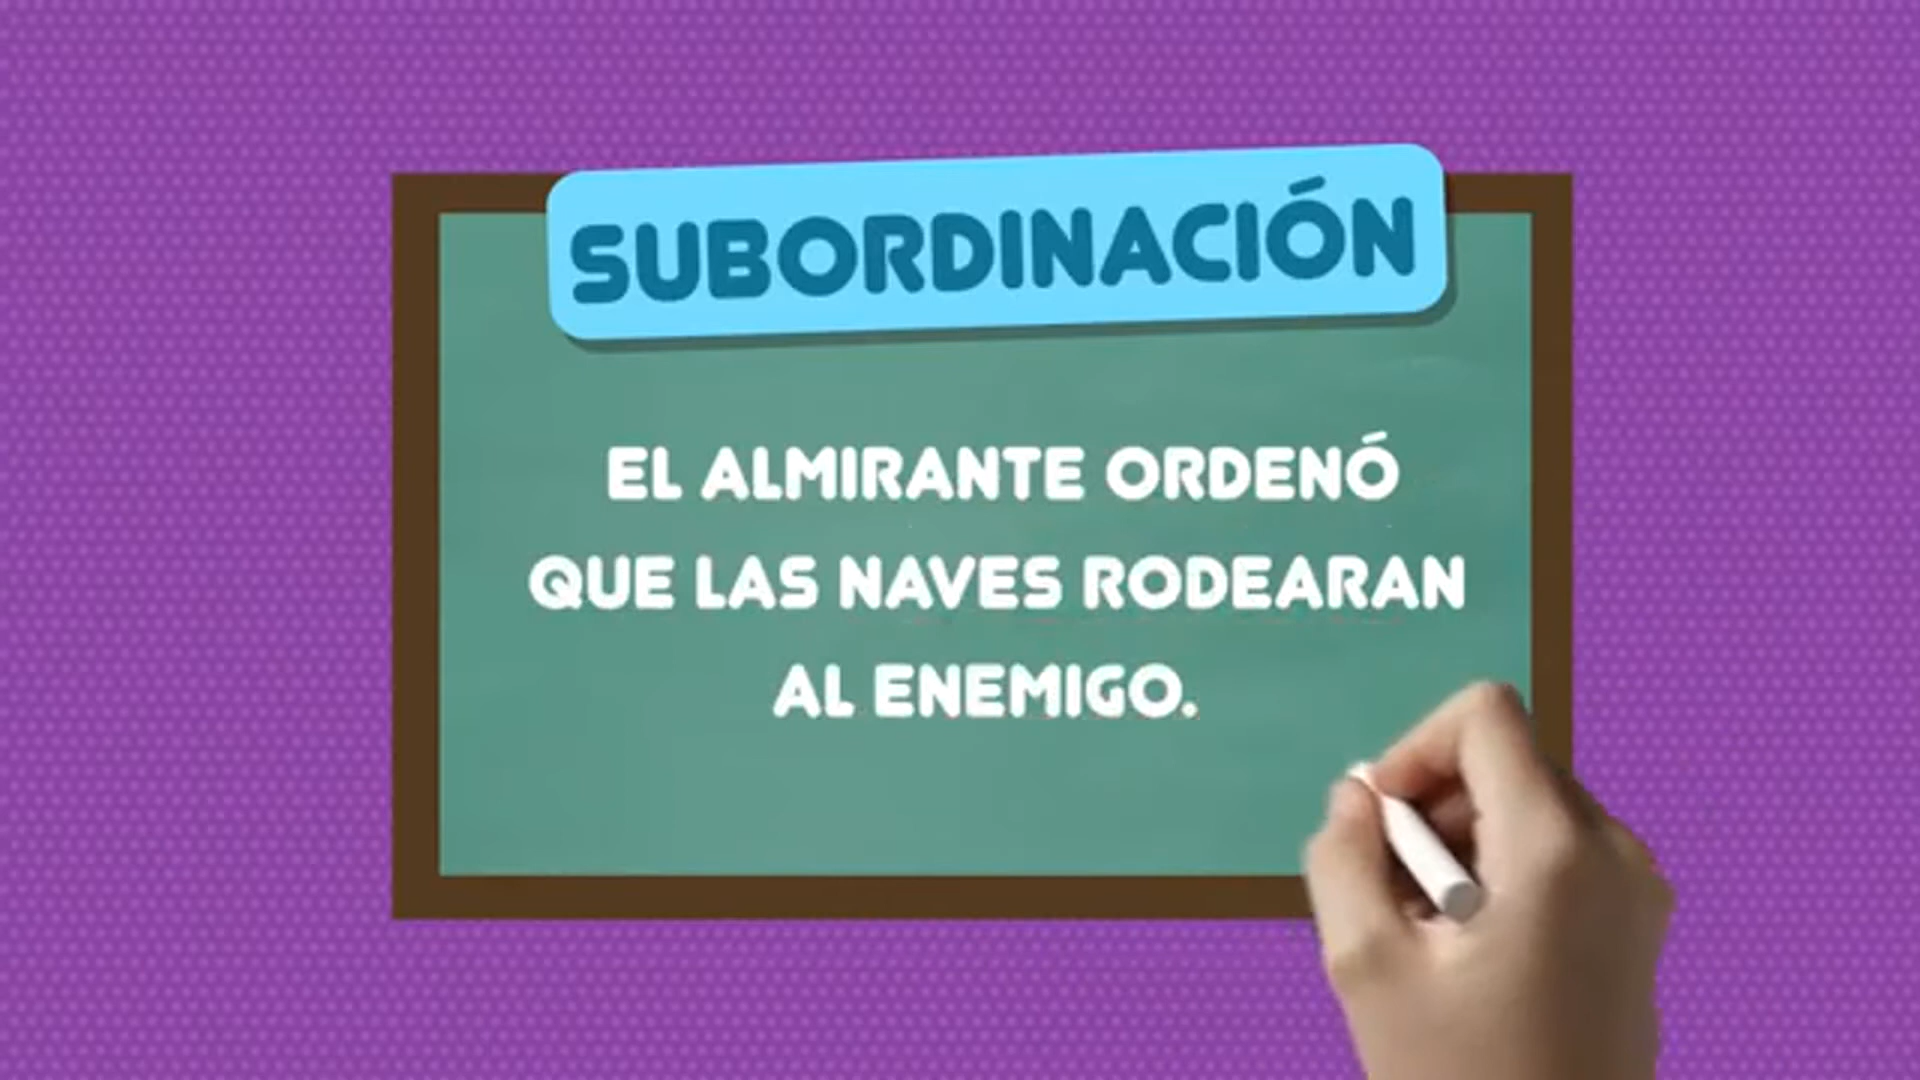 SUBORDINACIÓN
EL ALMIRANTE ORDENÓ
QUE LAS NAVES RODEARAN
AL ENEMIGO.